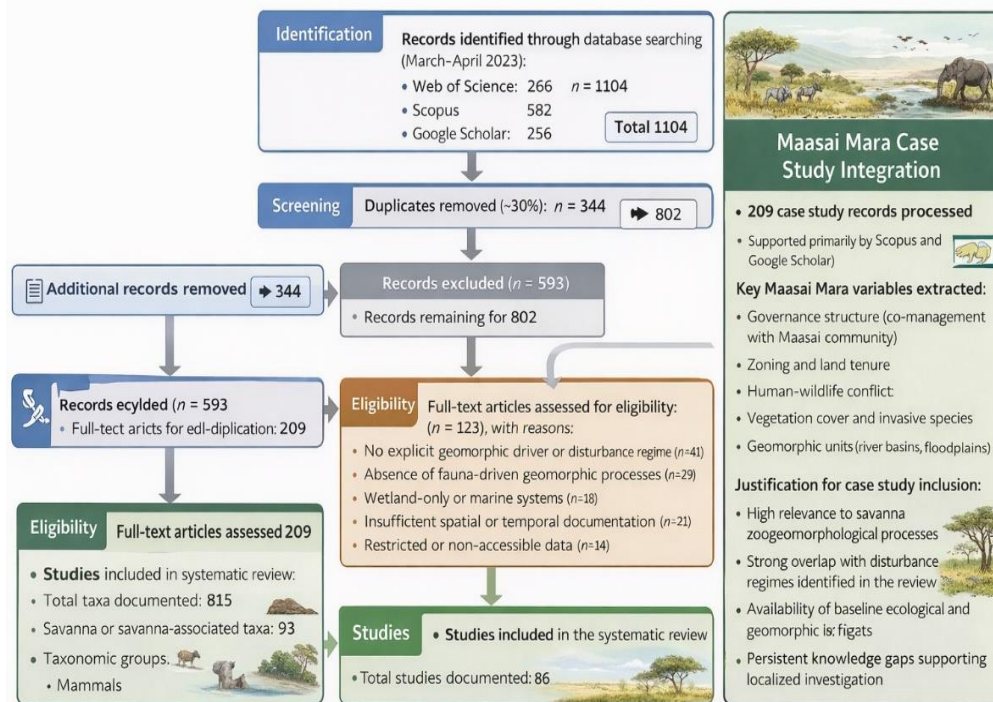 Identification
Records identified through database searching
(March-April 2023):
• Web of Science: 266 n = 1104
• Scopus 582
• Google Scholar: 256
Total 1104
Screening
Duplicates removed (~30%): n = 344
➡ 802
Additional records removed ➡ 344
Records excluded (n = 593)
• Records remaining for 802
Records ecylded (n = 593
• Full-tect aricts for edl-diplication: 209
Eligibility
Full-text articles assessed for eligibility:
(n = 123), with reasons:
• No explicit geomorphic driver or disturbance regime (n=41)
• Absence of fauna-driven geomorphic processes (n=29)
• Wetland-only or marine systems (n=18)
• Insufficient spatial or temporal documentation (n=21)
• Restricted or non-accessible data (n=14)
Eligibility
Full-text articles assessed 209
• Studies included in systematic review:
• Total taxa documented: 815
• Savanna or savanna-associated taxa: 93
• Taxonomic groups.
• Mammals
Studies
• Studies included in the systematic review
• Total studies documented: 86
Maasai Mara Case
Study Integration
• 209 case study records processed
• Supported primarily by Scopus and
Google Scholar)
Key Maasai Mara variables extracted:
• Governance structure (co-management
with Maasai community)
• Zoning and land tenure
• Human-wildlife conflict:
• Vegetation cover and invasive species
• Geomorphic units (river basins, floodplains)
Justification for case study inclusion:
• High relevance to savanna
zoogeomorphological processes
• Strong overlap with disturbance
regimes identified in the review
• Availability of baseline ecological and
geomorphic
• Persistent knowledge gaps supporting
localized investigation